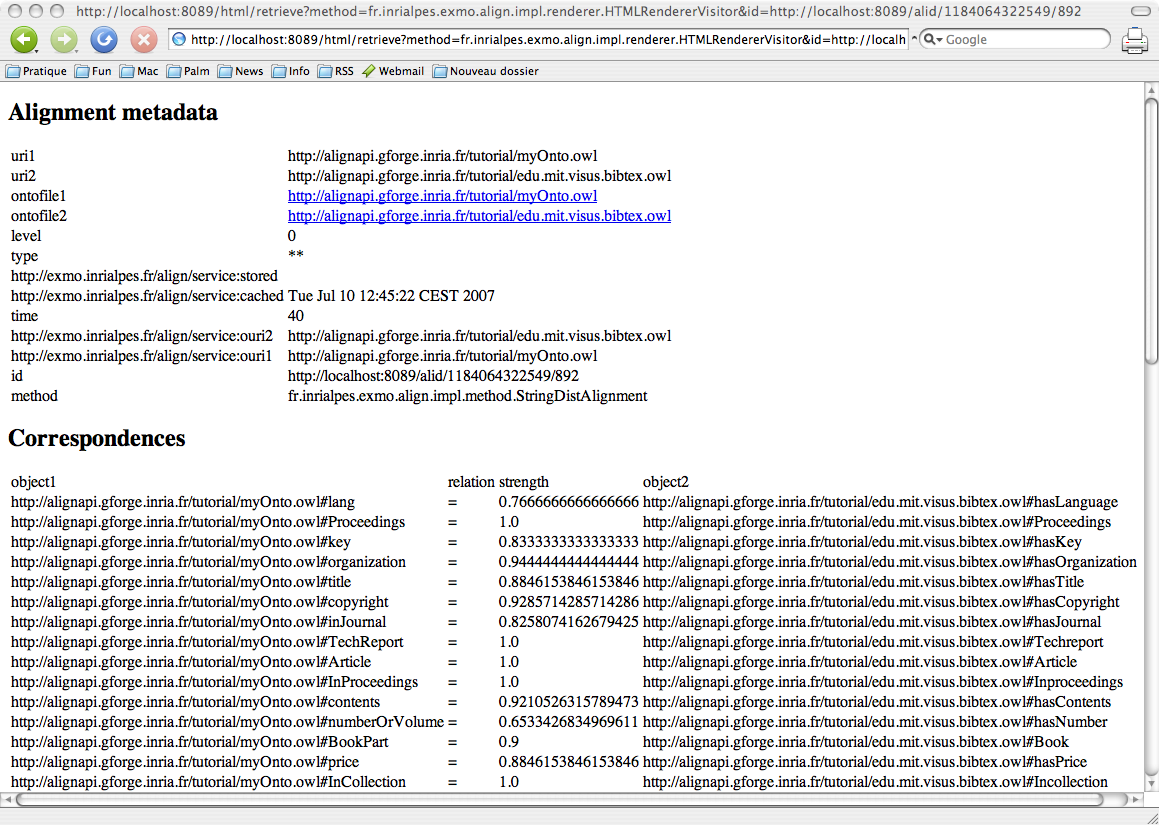 http://localhost:8089/html/retrieve?method=fr.inrialpes.exmo.align.impl.renderer.HTMLRendererVisitor&id=http://localhost:8089/alid/1184064322549/892
http://localhost:8089/html/retrieve?method=fr.inrialpes.exmo.align.impl.renderer.HTMLRendererVisitor&id=http://localh Google
Pratique Fun Mac Palm News Info RSS Webmail Nouveau dossier
Alignment metadata
uri1 http://alignapi.gforge.inria.fr/tutorial/myOnto.owl
uri2 http://alignapi.gforge.inria.fr/tutorial/edu.mit.visus.bibtex.owl
ontofile1 http://alignapi.gforge.inria.fr/tutorial/myOnto.owl
ontofile2 http://alignapi.gforge.inria.fr/tutorial/edu.mit.visus.bibtex.owl
level 0
type **
http://exmo.inrialpes.fr/align/service:stored
http://exmo.inrialpes.fr/align/service:cached Tue Jul 10 12:45:22 CEST 2007
time 40
http://exmo.inrialpes.fr/align/service:ouri2 http://alignapi.gforge.inria.fr/tutorial/edu.mit.visus.bibtex.owl
http://exmo.inrialpes.fr/align/service:ouri1 http://alignapi.gforge.inria.fr/tutorial/myOnto.owl
id http://localhost:8089/alid/1184064322549/892
method fr.inrialpes.exmo.align.impl.method.StringDistAlignment
Correspondences
object1 relation strength object2
http://alignapi.gforge.inria.fr/tutorial/myOnto.owl#lang = 0.7666666666666666 http://alignapi.gforge.inria.fr/tutorial/edu.mit.visus.bibtex.owl#hasLanguage
http://alignapi.gforge.inria.fr/tutorial/myOnto.owl#Proceedings = 1.0 http://alignapi.gforge.inria.fr/tutorial/edu.mit.visus.bibtex.owl#Proceedings
http://alignapi.gforge.inria.fr/tutorial/myOnto.owl#key = 0.8333333333333333 http://alignapi.gforge.inria.fr/tutorial/edu.mit.visus.bibtex.owl#hasKey
http://alignapi.gforge.inria.fr/tutorial/myOnto.owl#organization = 0.9444444444444444 http://alignapi.gforge.inria.fr/tutorial/edu.mit.visus.bibtex.owl#hasOrganization
http://alignapi.gforge.inria.fr/tutorial/myOnto.owl#title = 0.8846153846153846 http://alignapi.gforge.inria.fr/tutorial/edu.mit.visus.bibtex.owl#hasTitle
http://alignapi.gforge.inria.fr/tutorial/myOnto.owl#copyright = 0.9285714285714286 http://alignapi.gforge.inria.fr/tutorial/edu.mit.visus.bibtex.owl#hasCopyright
http://alignapi.gforge.inria.fr/tutorial/myOnto.owl#inJournal = 0.8258074162679425 http://alignapi.gforge.inria.fr/tutorial/edu.mit.visus.bibtex.owl#hasJournal
http://alignapi.gforge.inria.fr/tutorial/myOnto.owl#TechReport = 1.0 http://alignapi.gforge.inria.fr/tutorial/edu.mit.visus.bibtex.owl#Techreport
http://alignapi.gforge.inria.fr/tutorial/myOnto.owl#Article = 1.0 http://alignapi.gforge.inria.fr/tutorial/edu.mit.visus.bibtex.owl#Article
http://alignapi.gforge.inria.fr/tutorial/myOnto.owl#InProceedings = 1.0 http://alignapi.gforge.inria.fr/tutorial/edu.mit.visus.bibtex.owl#Inproceedings
http://alignapi.gforge.inria.fr/tutorial/myOnto.owl#contents = 0.9210526315789473 http://alignapi.gforge.inria.fr/tutorial/edu.mit.visus.bibtex.owl#hasContents
http://alignapi.gforge.inria.fr/tutorial/myOnto.owl#numberOrVolume = 0.6533426834969611 http://alignapi.gforge.inria.fr/tutorial/edu.mit.visus.bibtex.owl#hasNumber
http://alignapi.gforge.inria.fr/tutorial/myOnto.owl#BookPart = 0.9 http://alignapi.gforge.inria.fr/tutorial/edu.mit.visus.bibtex.owl#Book
http://alignapi.gforge.inria.fr/tutorial/myOnto.owl#price = 0.8846153846153846 http://alignapi.gforge.inria.fr/tutorial/edu.mit.visus.bibtex.owl#hasPrice
http://alignapi.gforge.inria.fr/tutorial/myOnto.owl#InCollection = 1.0 http://alignapi.gforge.inria.fr/tutorial/edu.mit.visus.bibtex.owl#Incollection